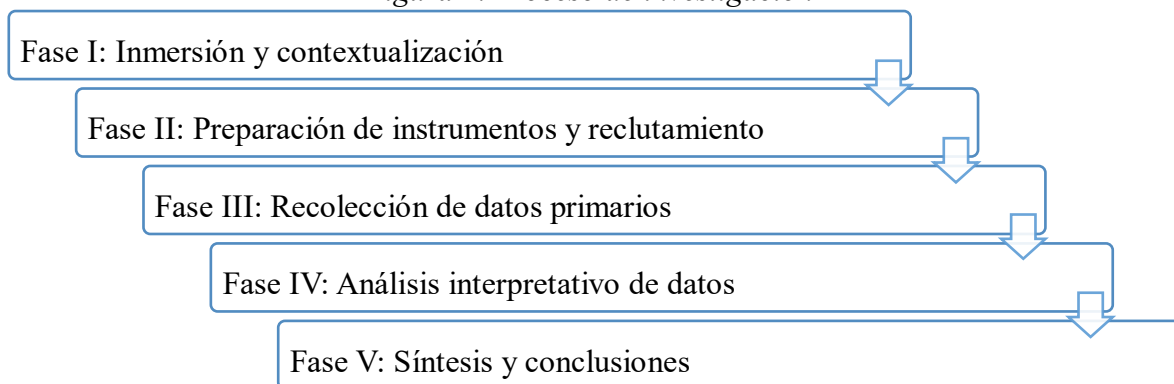 Fase I: Inmersión y contextualización
Fase II: Preparación de instrumentos y reclutamiento
Fase III: Recolección de datos primarios
Fase IV: Análisis interpretativo de datos
Fase V: Síntesis y conclusiones